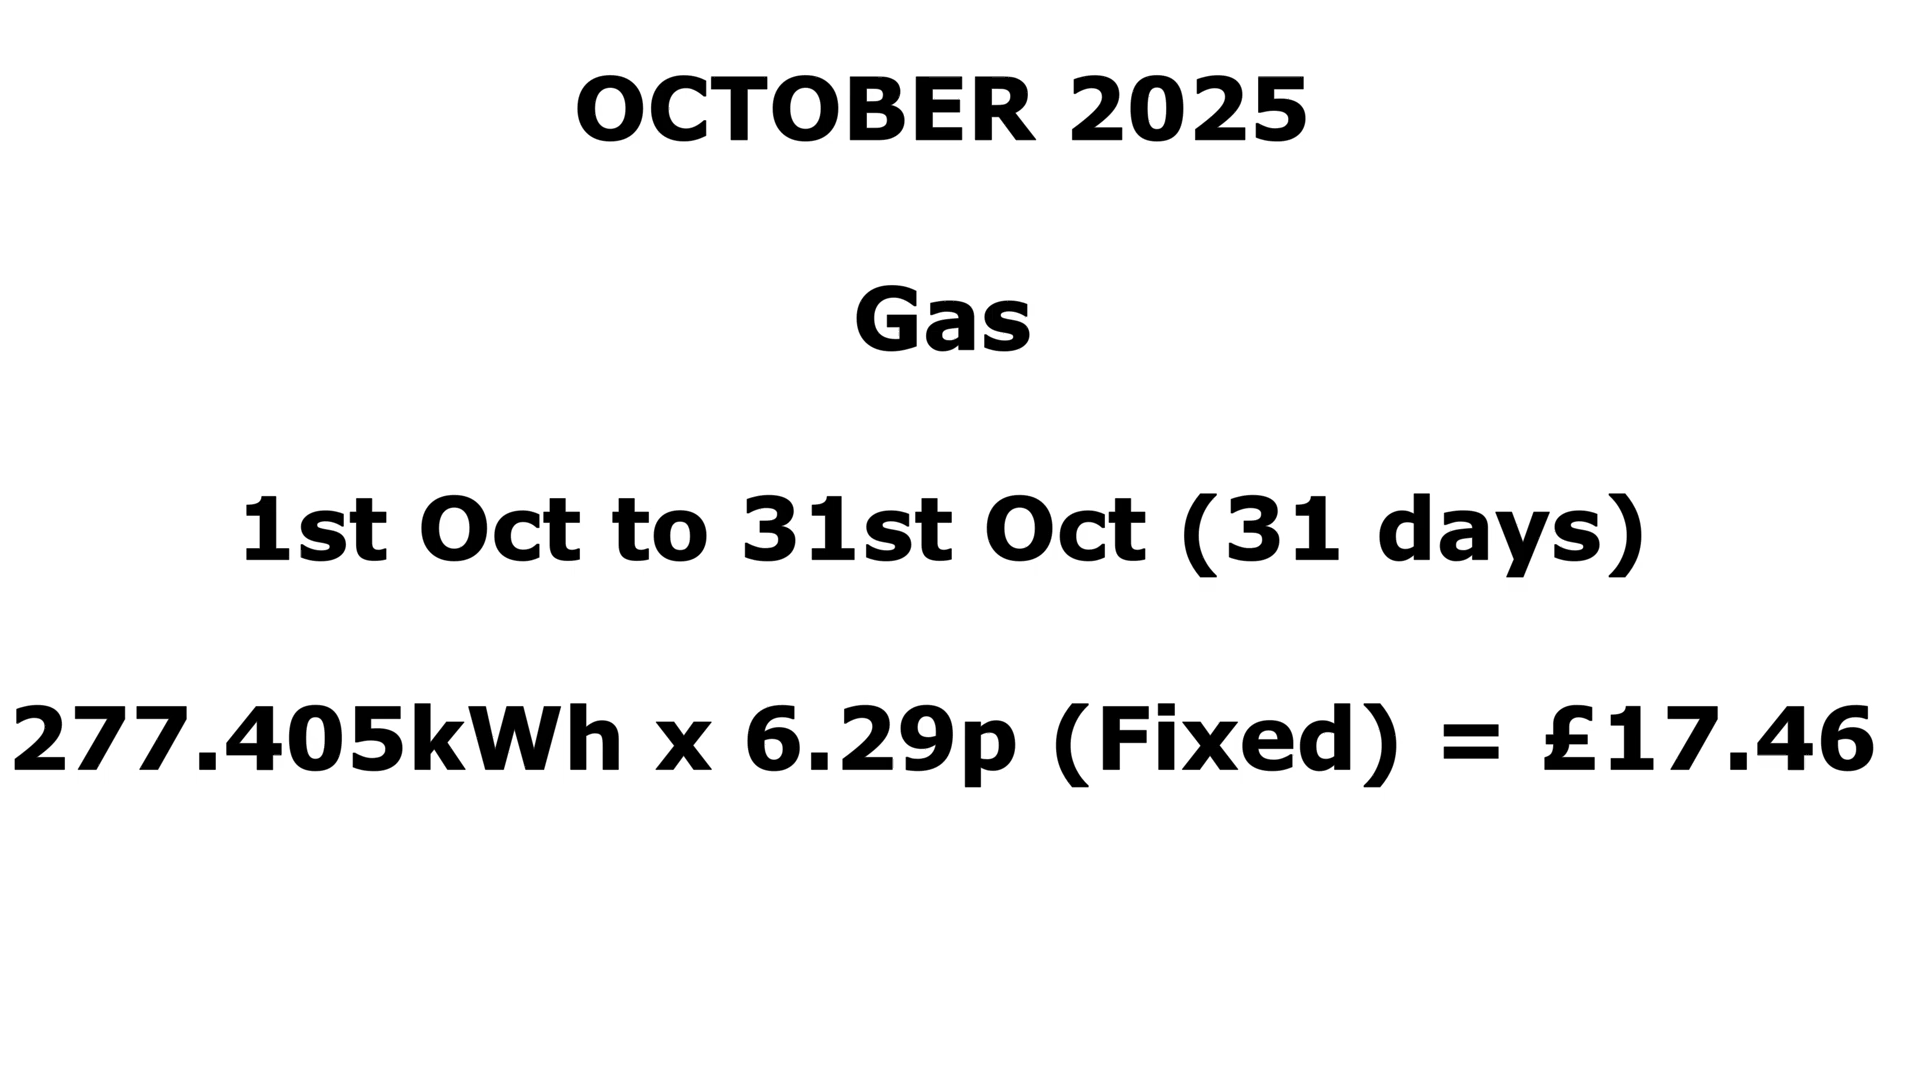 OCTOBER 2025
Gas
1st Oct to 31st Oct (31 days)
277.405kWh x 6.29p (Fixed) = £17.46